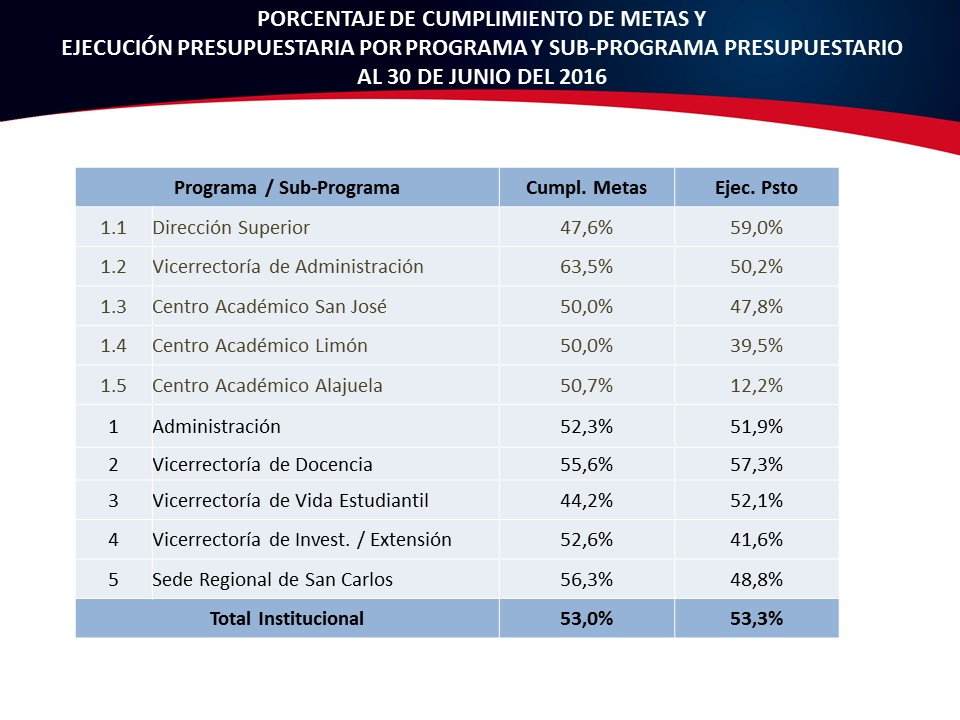 PORCENTAJE DE CUMPLIMIENTO DE METAS Y
EJECUCIÓN PRESUPUESTARIA POR PROGRAMA Y SUB-PROGRAMA PRESUPUESTARIO
AL 30 DE JUNIO DEL 2016
Programa / Sub-Programa Cumpl. Metas Ejec. Psto
1.1 Dirección Superior 47,6% 59,0%
1.2 Vicerrectoría de Administración 63,5% 50,2%
1.3 Centro Académico San José 50,0% 47,8%
1.4 Centro Académico Limón 50,0% 39,5%
1.5 Centro Académico Alajuela 50,7% 12,2%
1 Administración 52,3% 51,9%
2 Vicerrectoría de Docencia 55,6% 57,3%
3 Vicerrectoría de Vida Estudiantil 44,2% 52,1%
4 Vicerrectoría de Invest. / Extensión 52,6% 41,6%
5 Sede Regional de San Carlos 56,3% 48,8%
Total Institucional 53,0% 53,3%